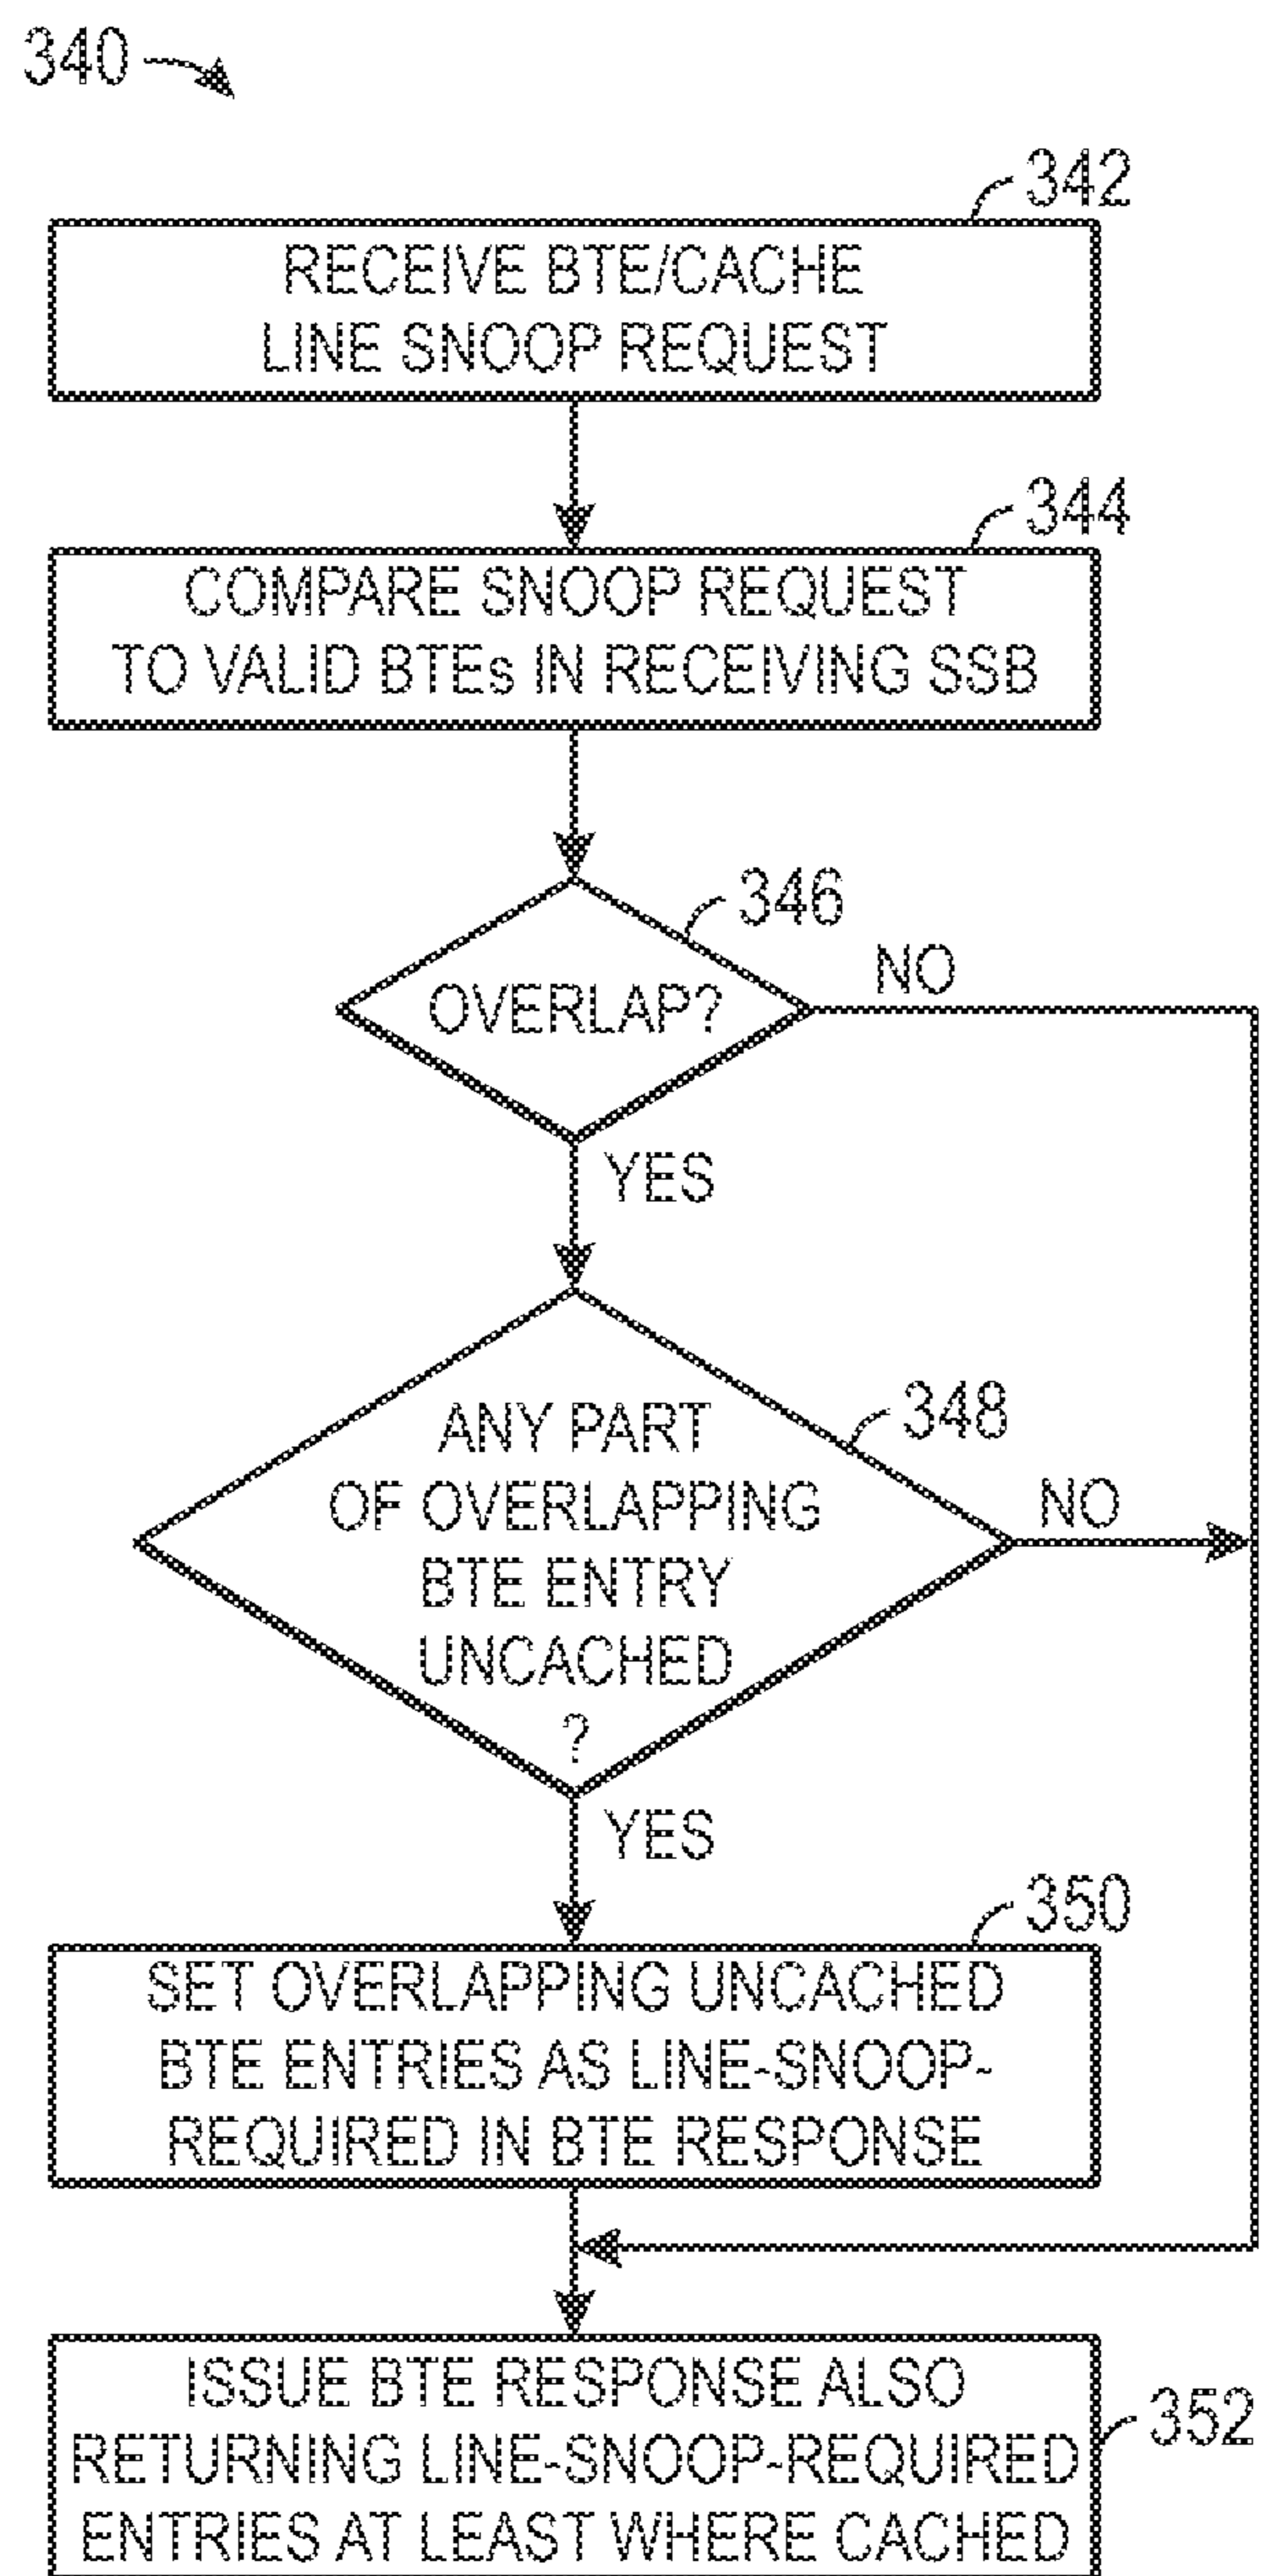 340
342
RECEIVE BTE/CACHE
LINE SNOOP REQUEST
344
COMPARE SNOOP REQUEST
TO VALID BTEs IN RECEIVING SSB
346
OVERLAP?
NO
YES
348
ANY PART
OF OVERLAPPING
BTE ENTRY
UNCACHED
?
NO
YES
350
SET OVERLAPPING UNCACHED
BTE ENTRIES AS LINE-SNOOP-
REQUIRED IN BTE RESPONSE
352
ISSUE BTE RESPONSE ALSO
RETURNING LINE-SNOOP-REQUIRED
ENTRIES AT LEAST WHERE CACHED